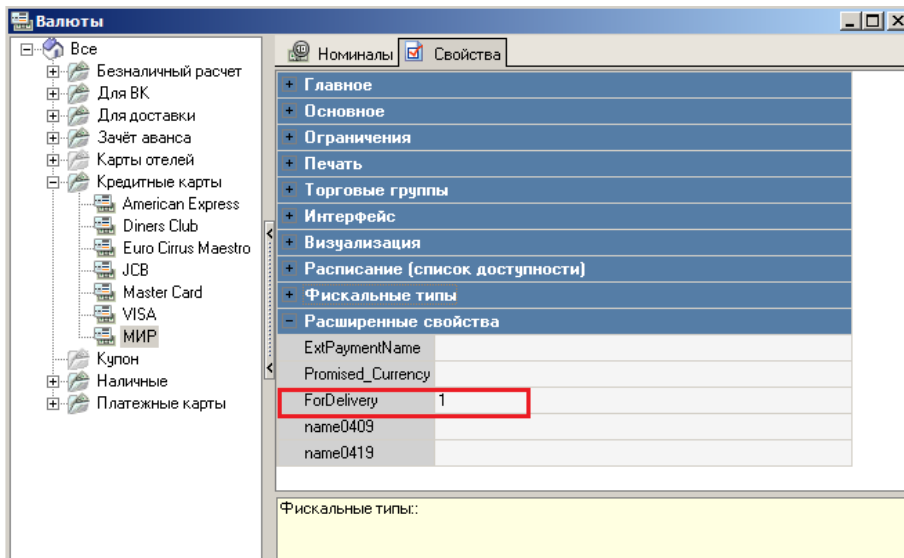 Валюты
Все
Безналичный расчет
Для ВК
Для доставки
Зачёт аванса
Карты отелей
Кредитные карты
American Express
Diners Club
Euro Cirrus Maestro
JCB
Master Card
VISA
МИР
Купон
Наличные
Платежные карты
Номиналы Свойства
Главное
Основное
Ограничения
Печать
Торговые группы
Интерфейс
Визуализация
Расписание (список доступности)
Фискальные типы
Расширенные свойства
ExtPaymentName
Promised_Currency
ForDelivery 1
name0409
name0419
Фискальные типы::